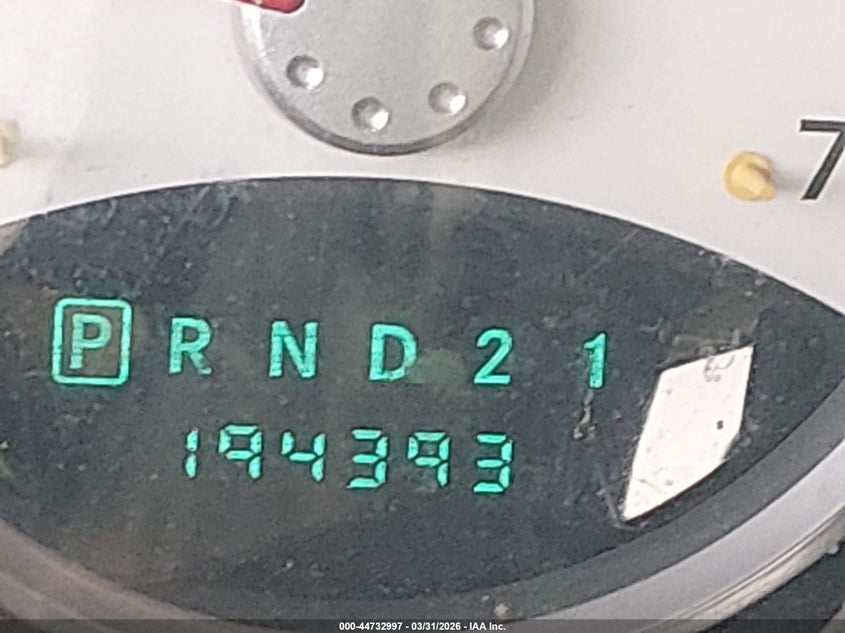 7
P R N D 2 1
194393
000-44732997 - 03/31/2026 - IAA Inc.